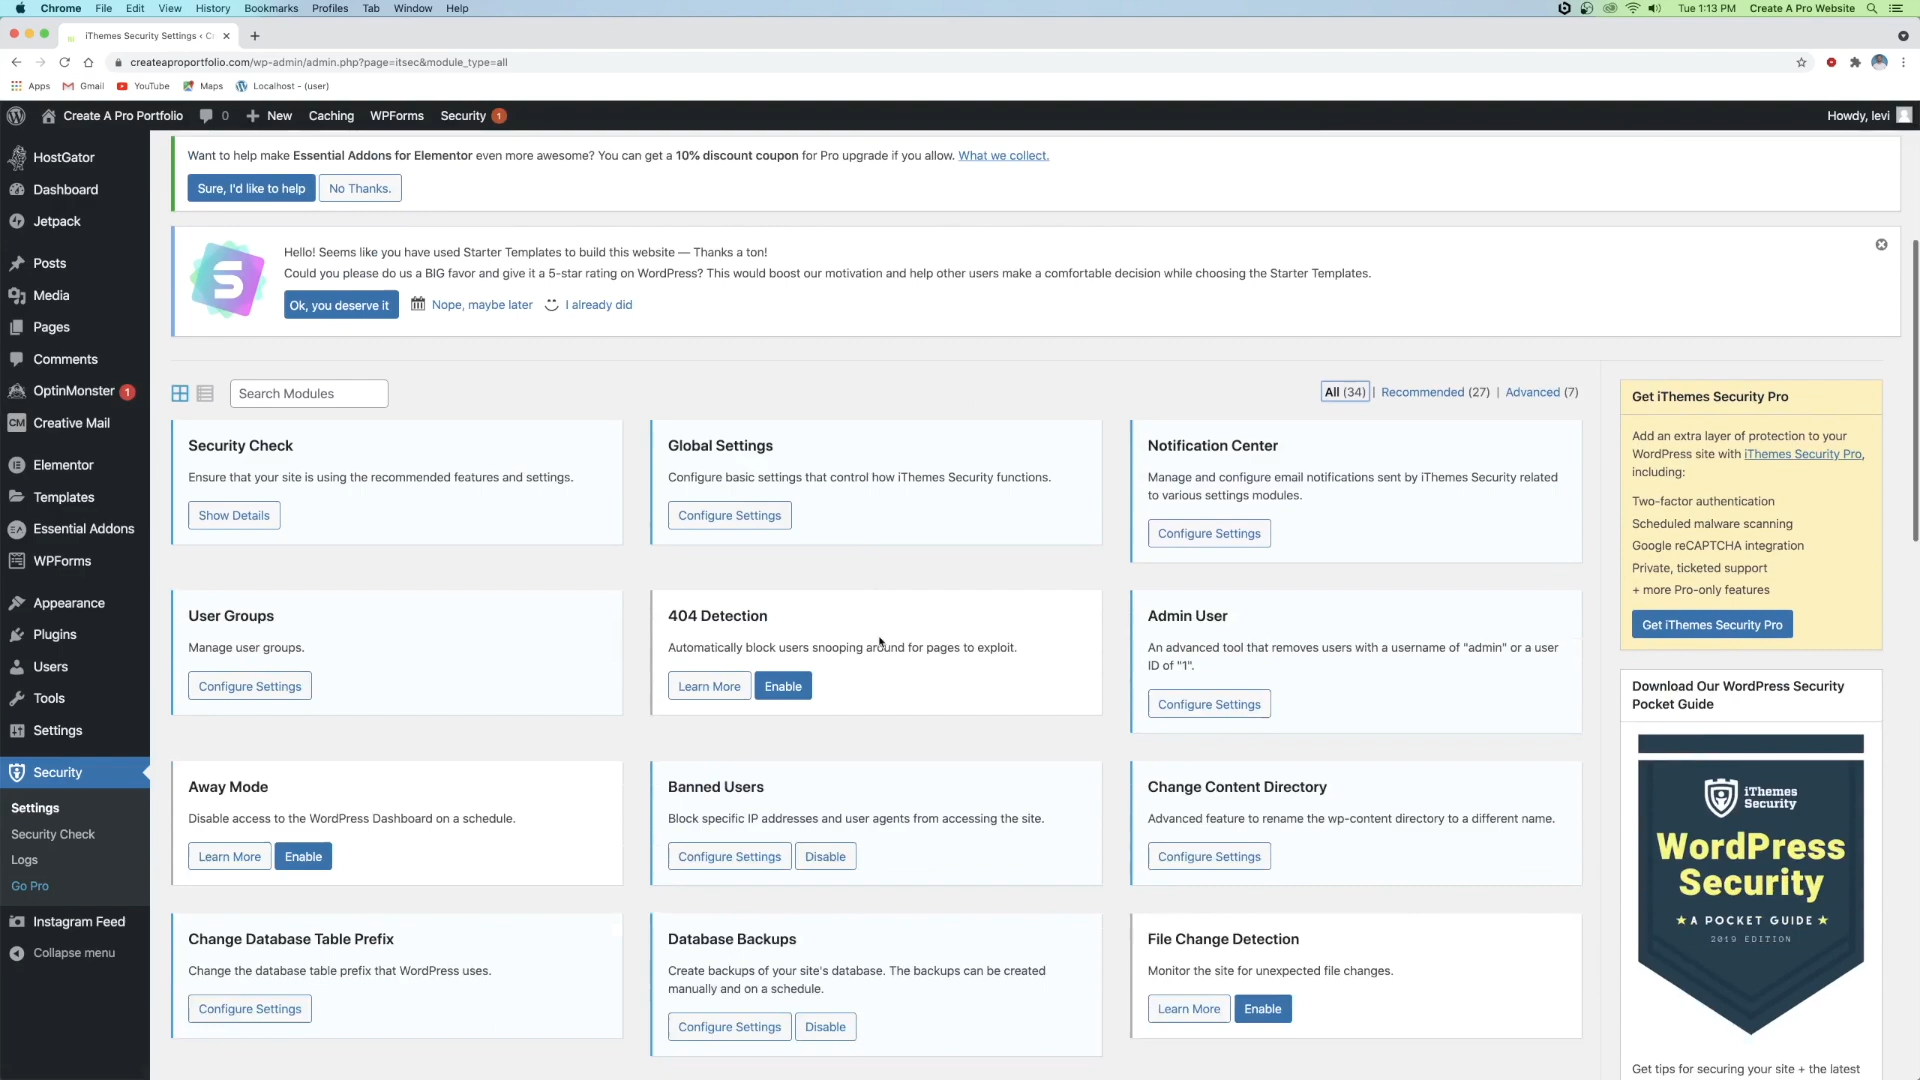 Chrome File Edit View History Bookmarks Profiles Tab Window Help
Tue 1:13 PM Create A Pro Website
iThemes Security Settings ‹ C
createaproportfolio.com/wp-admin/admin.php?page=itsec&module_type=all
Apps Gmail YouTube Maps Localhost - (user)
Create A Pro Portfolio 0 New Caching WPForms Security 1
Howdy, levi
HostGator
Dashboard
Jetpack
Posts
Media
Pages
Comments
OptinMonster 1
CM Creative Mail
Elementor
Templates
EA Essential Addons
WPForms
Appearance
Plugins
Users
Tools
Settings
Security
Settings
Security Check
Logs
Go Pro
Instagram Feed
Collapse menu
Want to help make Essential Addons for Elementor even more awesome? You can get a 10% discount coupon for Pro upgrade if you allow. What we collect.
Sure, I'd like to help No Thanks.
Hello! Seems like you have used Starter Templates to build this website — Thanks a ton!
Could you please do us a BIG favor and give it a 5-star rating on WordPress? This would boost our motivation and help other users make a comfortable decision while choosing the Starter Templates.
Ok, you deserve it Nope, maybe later I already did
Search Modules
All (34) | Recommended (27) | Advanced (7)
Security Check
Ensure that your site is using the recommended features and settings.
Show Details
Global Settings
Configure basic settings that control how iThemes Security functions.
Configure Settings
Notification Center
Manage and configure email notifications sent by iThemes Security related
to various settings modules.
Configure Settings
User Groups
Manage user groups.
Configure Settings
404 Detection
Automatically block users snooping around for pages to exploit.
Learn More Enable
Admin User
An advanced tool that removes users with a username of "admin" or a user
ID of "1".
Configure Settings
Away Mode
Disable access to the WordPress Dashboard on a schedule.
Learn More Enable
Banned Users
Block specific IP addresses and user agents from accessing the site.
Configure Settings Disable
Change Content Directory
Advanced feature to rename the wp-content directory to a different name.
Configure Settings
Change Database Table Prefix
Change the database table prefix that WordPress uses.
Configure Settings
Database Backups
Create backups of your site's database. The backups can be created
manually and on a schedule.
Configure Settings Disable
File Change Detection
Monitor the site for unexpected file changes.
Learn More Enable
Get iThemes Security Pro
Add an extra layer of protection to your
WordPress site with iThemes Security Pro,
including:
Two-factor authentication
Scheduled malware scanning
Google reCAPTCHA integration
Private, ticketed support
+ more Pro-only features
Get iThemes Security Pro
Download Our WordPress Security
Pocket Guide
iThemes
Security
WordPress
Security
A POCKET GUIDE
2019 EDITION
Get tips for securing your site + the latest